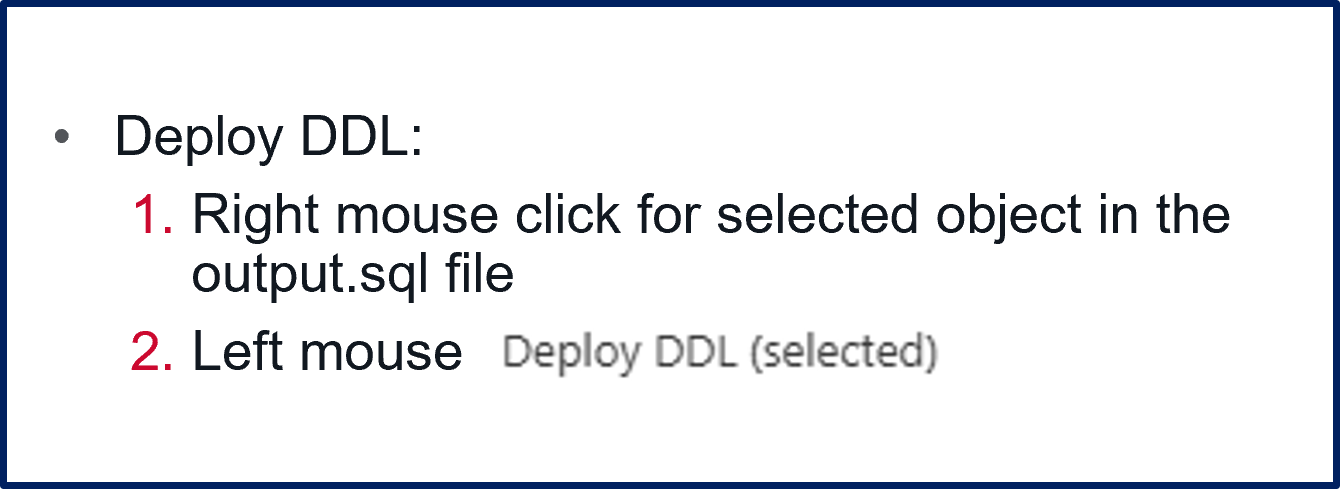 • Deploy DDL:
1. Right mouse click for selected object in the
output.sql file
2. Left mouse Deploy DDL (selected)